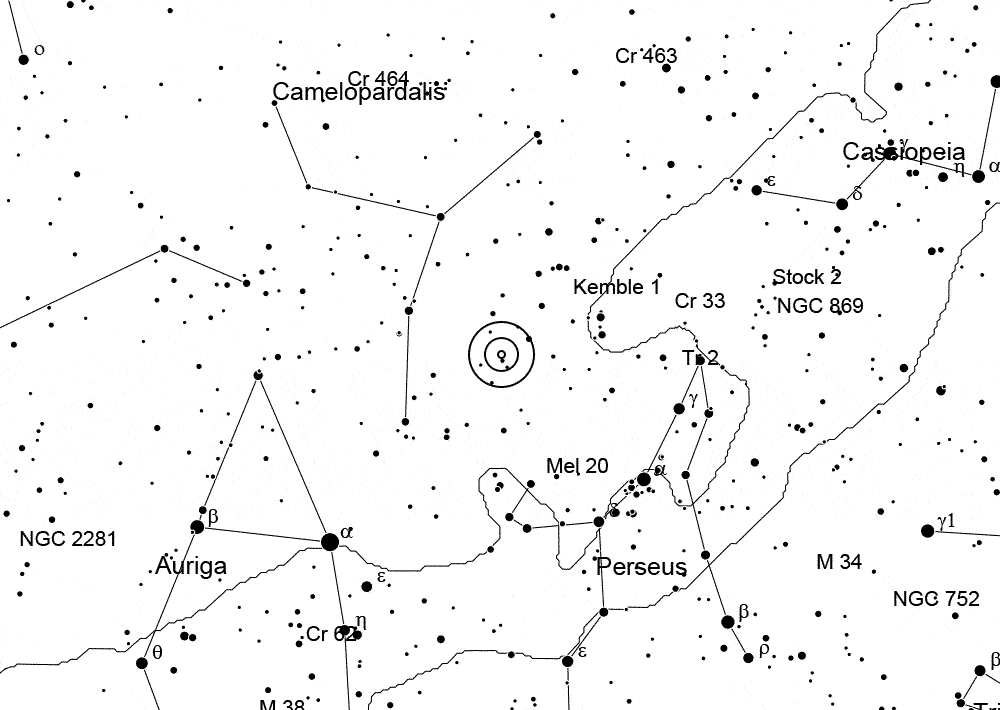 ο
Cr 463
Cr 464
Camelopardalis
γ
Cassiopeia
η
α
ε
δ
Stock 2
Kemble 1
Cr 33
NGC 869
Tr 2
γ
Mel 20
α
δ
β
α
γ1
NGC 2281
Auriga
ε
Perseus
M 34
NGC 752
η
Cr 62
β
θ
ε
ρ
β
M 38